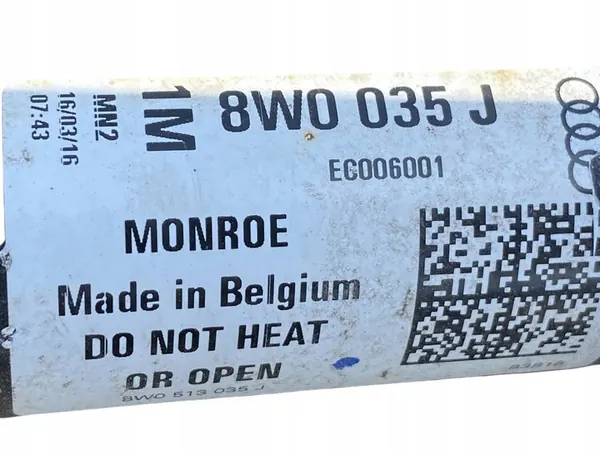 MN2
16/03/16
07:43
1M
8W0 035 J
EC006001
MONROE
Made in Belgium
DO NOT HEAT
OR OPEN
8W0 513 035 J